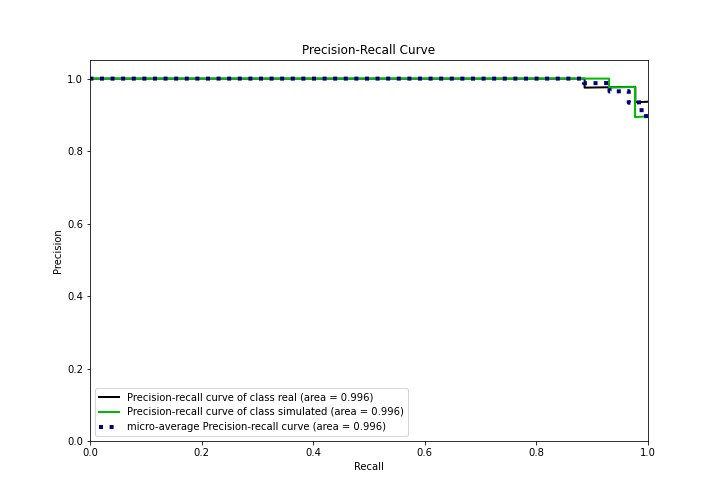 Precision-Recall Curve
1.0
0.8
0.6
0.4
0.2
0.0
Precision
Precision-recall curve of class real (area = 0.996)
Precision-recall curve of class simulated (area = 0.996)
micro-average Precision-recall curve (area = 0.996)
0.0 0.2 0.4 0.6 0.8 1.0
Recall